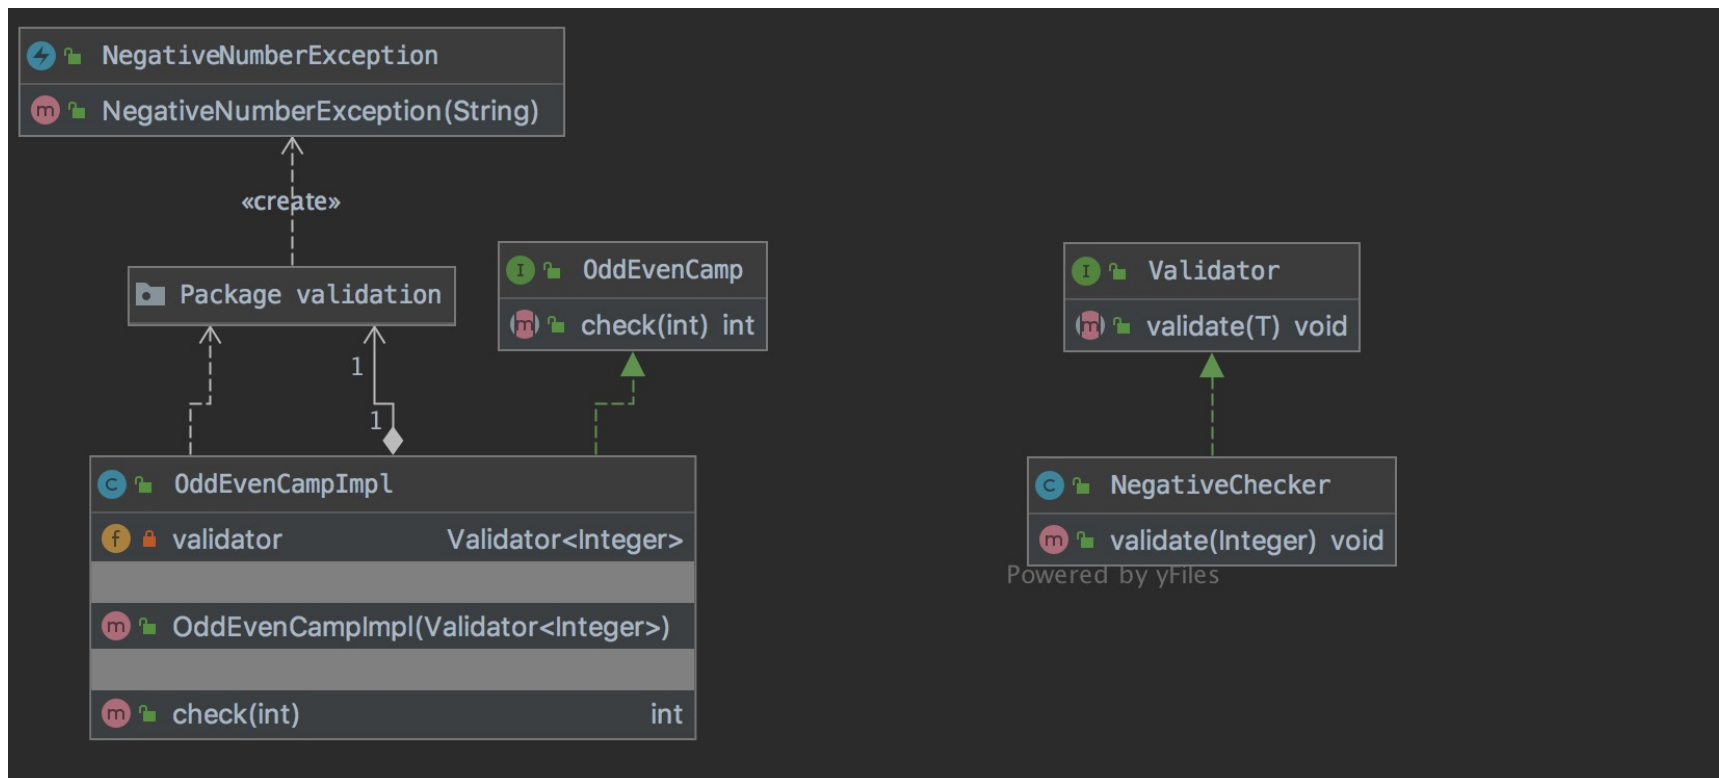 NegativeNumberException
NegativeNumberException(String)
«create»
Package validation
1
1
OddEvenCamp
check(int) int
OddEvenCampImpl
validator Validator<Integer>
OddEvenCampImpl(Validator<Integer>)
check(int) int
Validator
validate(T) void
NegativeChecker
validate(Integer) void
Powered by yFiles